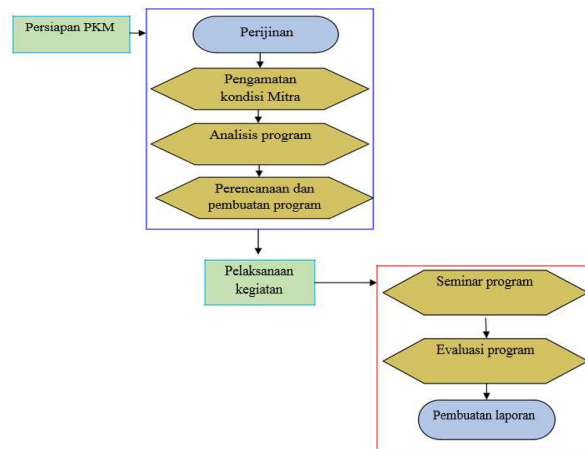 Persiapan PKM
Perijinan
Pengamatan
kondisi Mitra
Analisis program
Perencanaan dan
pembuatan program
Pelaksanaan
kegiatan
Seminar program
Evaluasi program
Pembuatan laporan